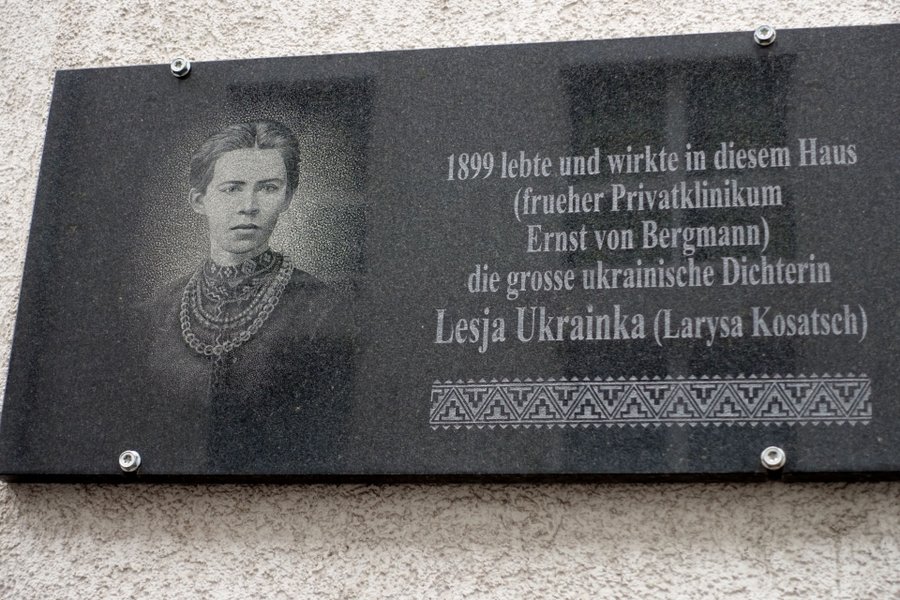 1899 lebte und wirkte in diesem Haus
(frueher Privatklinikum
Ernst von Bergmann)
die grosse ukrainische Dichterin
Lesja Ukrainka (Larysa Kosatsch)